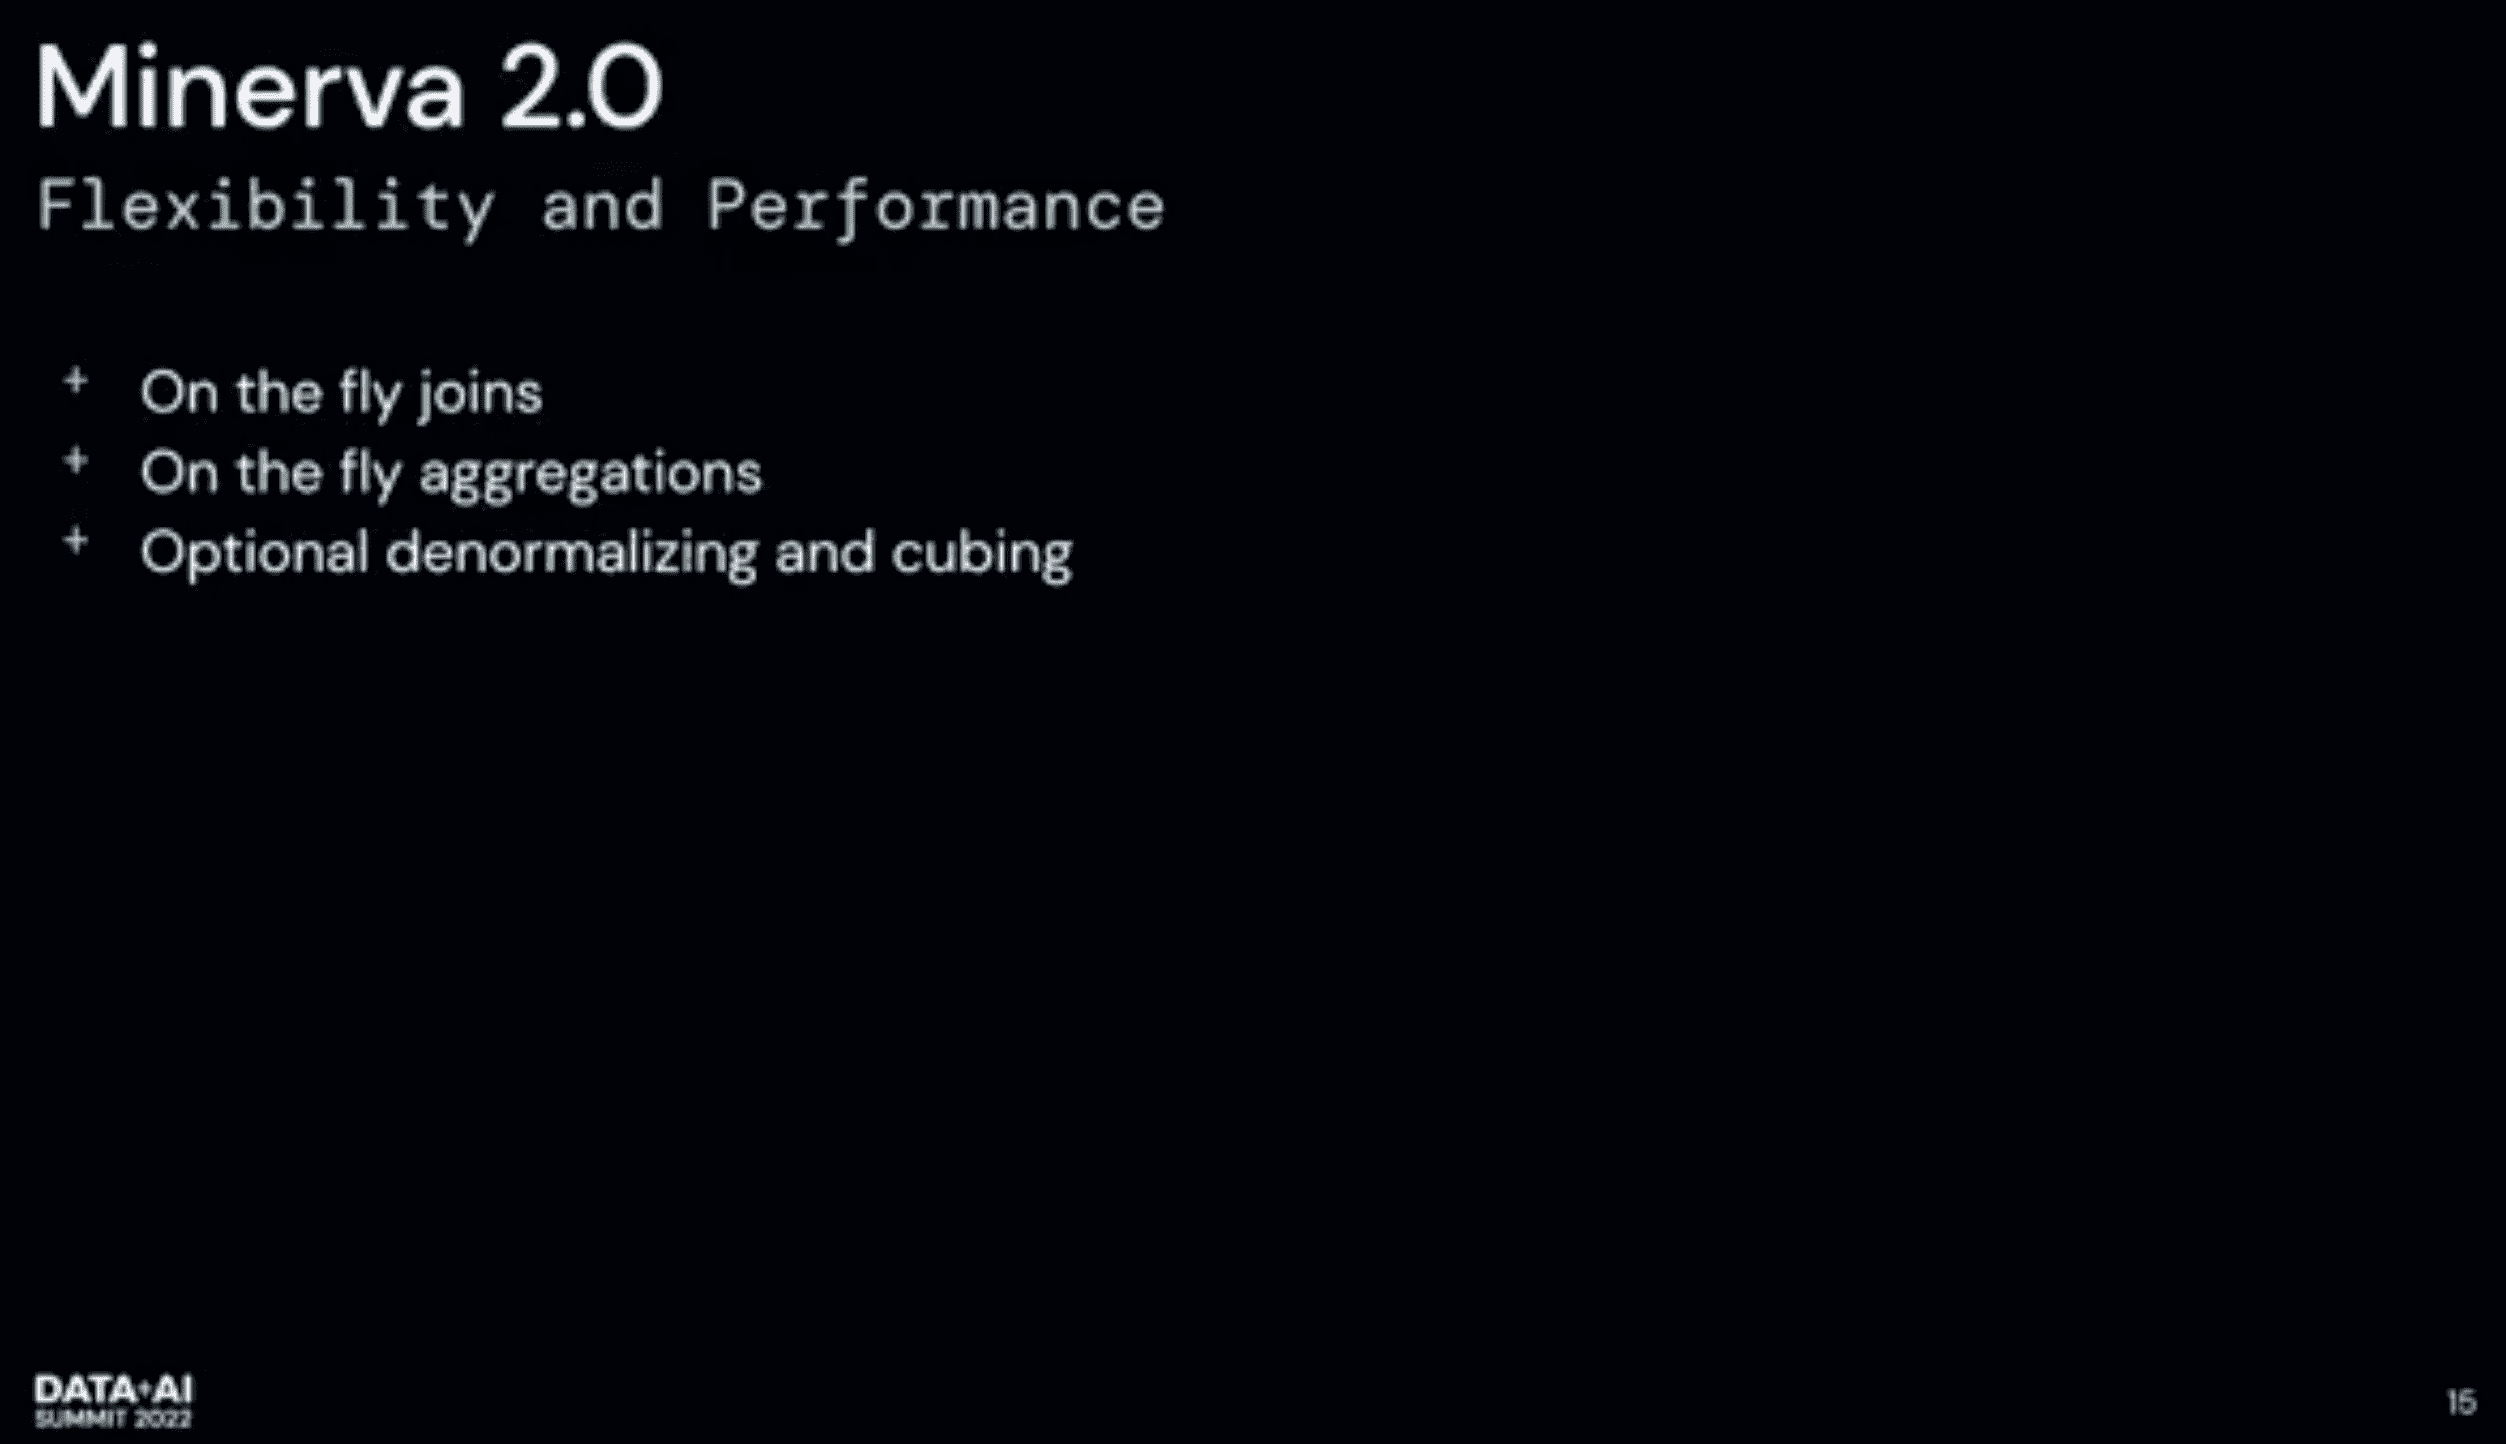 Minerva 2.0
Flexibility and Performance
+ On the fly joins
+ On the fly aggregations
+ Optional denormalizing and cubing
DATA+AI
SUMMIT 2022
15